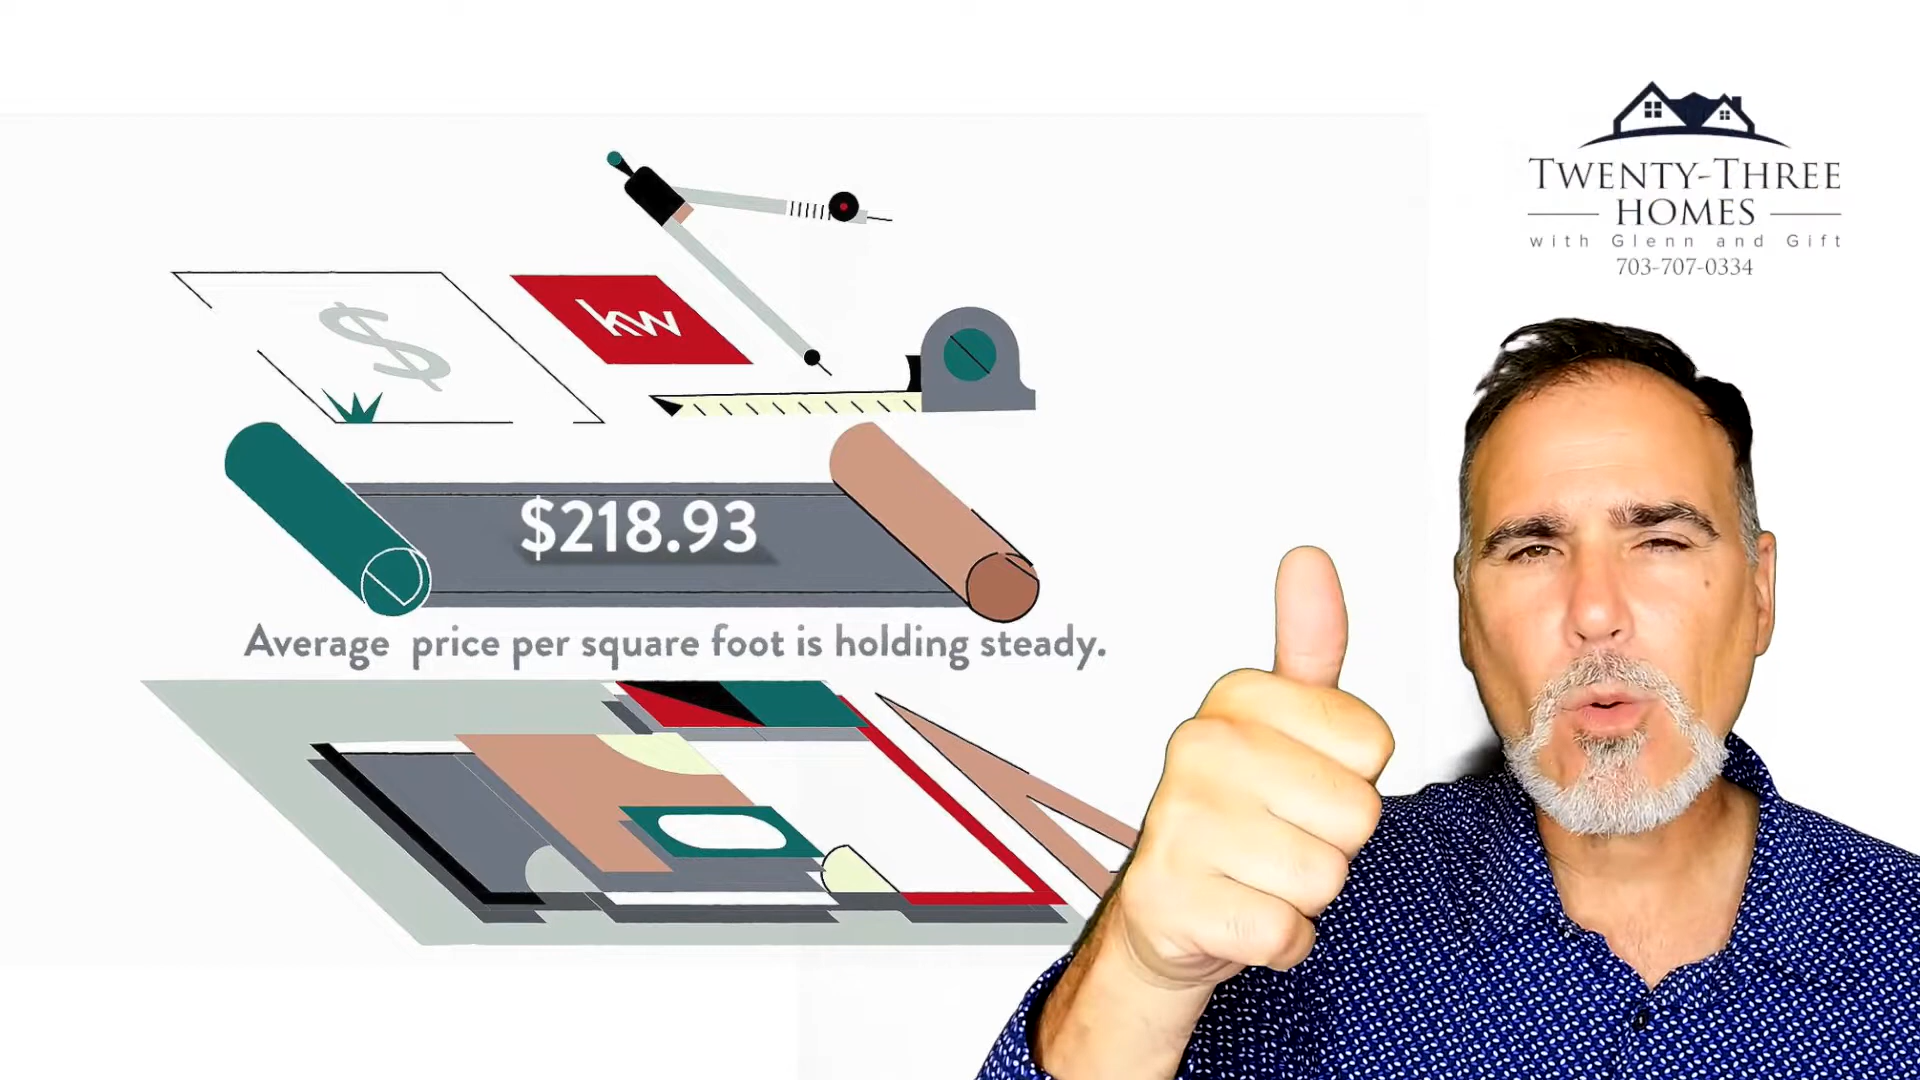 TWENTY-THREE
HOMES
with Glenn and Gift
703-707-0334
$
kw
$218.93
Average price per square foot is holding steady.